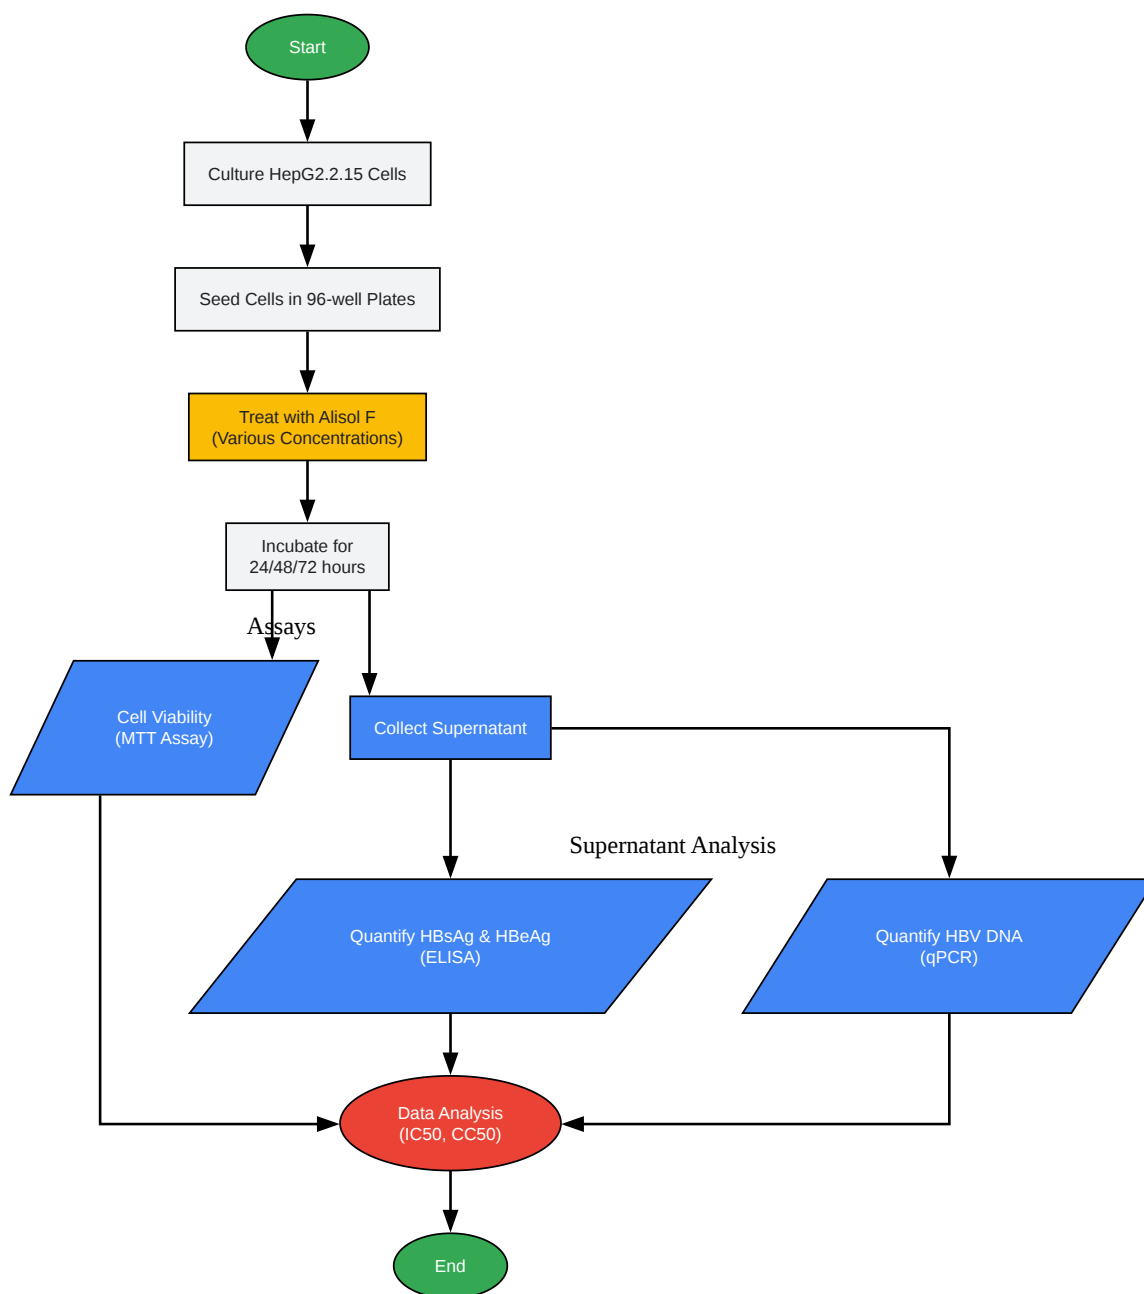 Start
Culture HepG2.2.15 Cells
Seed Cells in 96-well Plates
Treat with Alisol F
(Various Concentrations)
Incubate for
24/48/72 hours
Assays
Cell Viability
(MTT Assay)
Collect Supernatant
Supernatant Analysis
Quantify HBsAg & HBeAg
(ELISA)
Quantify HBV DNA
(qPCR)
Data Analysis
(IC50, CC50)
End